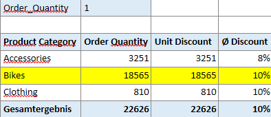 Order_Quantity 1
Product Category Order Quantity Unit Discount Ø Discount
Accessories 3251 3251 8%
Bikes 18565 18565 10%
Clothing 810 810 10%
Gesamtergebnis 22626 22626 10%